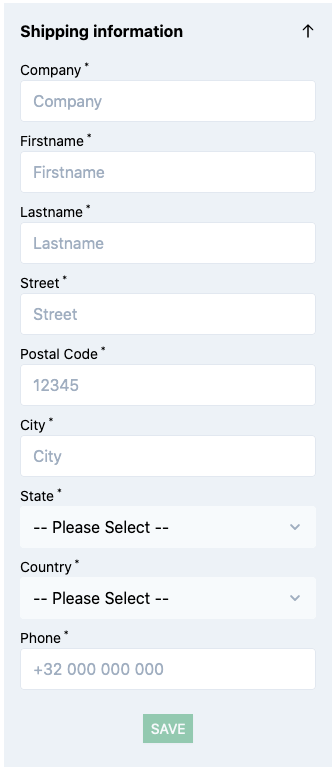 Shipping information ↑
Company *
Company
Firstname *
Firstname
Lastname *
Lastname
Street *
Street
Postal Code *
12345
City *
City
State *
-- Please Select --
Country *
-- Please Select --
Phone *
+32 000 000 000
SAVE